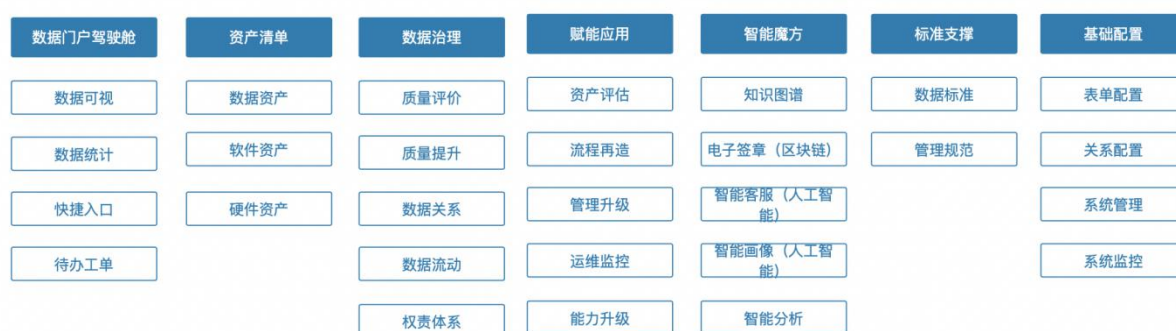 数据门户驾驶舱
数据可视
数据统计
快捷入口
待办工单
资产清单
数据资产
软件资产
硬件资产
数据治理
质量评价
质量提升
数据关系
数据流动
权责体系
赋能应用
资产评估
流程再造
管理升级
运维监控
能力升级
智能魔方
知识图谱
电子签章（区块链）
智能客服（人工智
能）
智能画像（人工智
能）
智能分析
标准支撑
数据标准
管理规范
基础配置
表单配置
关系配置
系统管理
系统监控